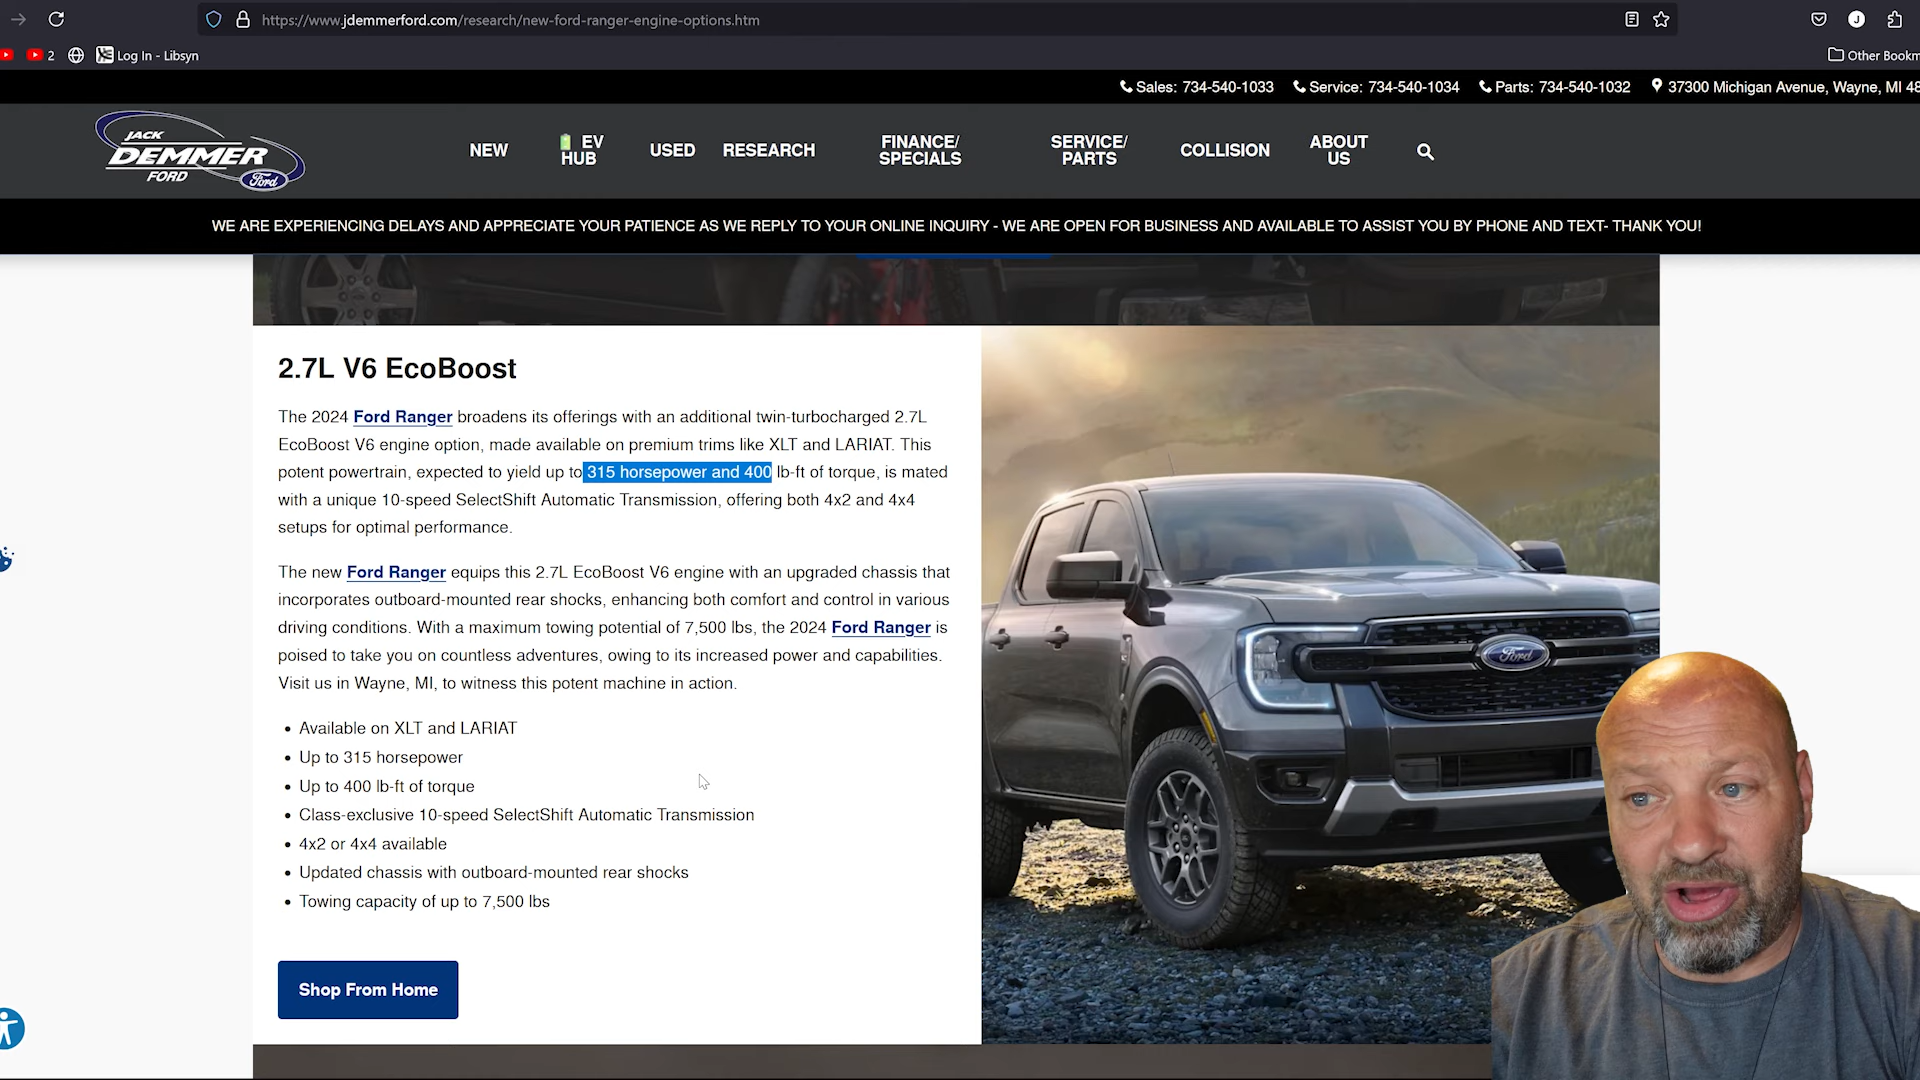 https://www.jdemmerford.com/research/new-ford-ranger-engine-options.htm
2
Log In - Libsyn
Other Bookm
Sales: 734-540-1033
Service: 734-540-1034
Parts: 734-540-1032
37300 Michigan Avenue, Wayne, MI 48
JACK
DEMMER
FORD
Ford
NEW
EV
HUB
USED
RESEARCH
FINANCE/
SPECIALS
SERVICE/
PARTS
COLLISION
ABOUT
US
WE ARE EXPERIENCING DELAYS AND APPRECIATE YOUR PATIENCE AS WE REPLY TO YOUR ONLINE INQUIRY - WE ARE OPEN FOR BUSINESS AND AVAILABLE TO ASSIST YOU BY PHONE AND TEXT- THANK YOU!
2.7L V6 EcoBoost
The 2024 Ford Ranger broadens its offerings with an additional twin-turbocharged 2.7L
EcoBoost V6 engine option, made available on premium trims like XLT and LARIAT. This
potent powertrain, expected to yield up to 315 horsepower and 400 lb-ft of torque, is mated
with a unique 10-speed SelectShift Automatic Transmission, offering both 4x2 and 4x4
setups for optimal performance.
The new Ford Ranger equips this 2.7L EcoBoost V6 engine with an upgraded chassis that
incorporates outboard-mounted rear shocks, enhancing both comfort and control in various
driving conditions. With a maximum towing potential of 7,500 lbs, the 2024 Ford Ranger is
poised to take you on countless adventures, owing to its increased power and capabilities.
Visit us in Wayne, MI, to witness this potent machine in action.
• Available on XLT and LARIAT
• Up to 315 horsepower
• Up to 400 lb-ft of torque
• Class-exclusive 10-speed SelectShift Automatic Transmission
• 4x2 or 4x4 available
• Updated chassis with outboard-mounted rear shocks
• Towing capacity of up to 7,500 lbs
Shop From Home
Ford
J